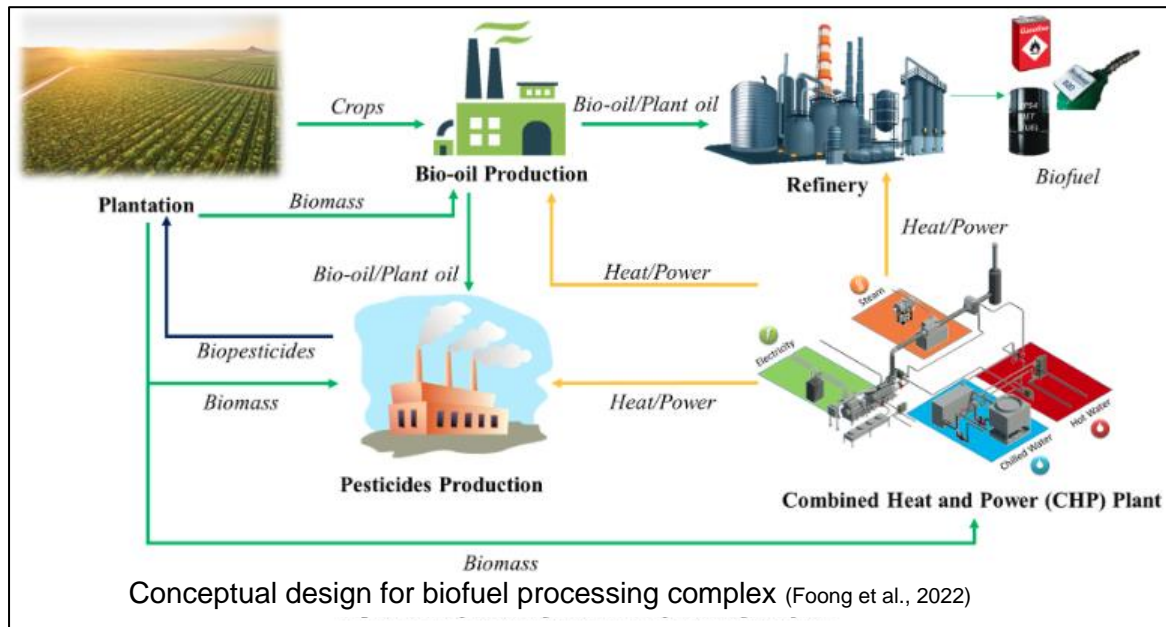 Crops
Bio-oil/Plant oil
Gasoline
Bio-oil Production
Refinery
Biofuel
Plantation
Biomass
Heat/Power
Bio-oil/Plant oil
Heat/Power
Steam
Electricity
Biopesticides
Biomass
Heat/Power
Hot Water
Chilled Water
Pesticides Production
Combined Heat and Power (CHP) Plant
Biomass
Conceptual design for biofuel processing complex (Foong et al., 2022)